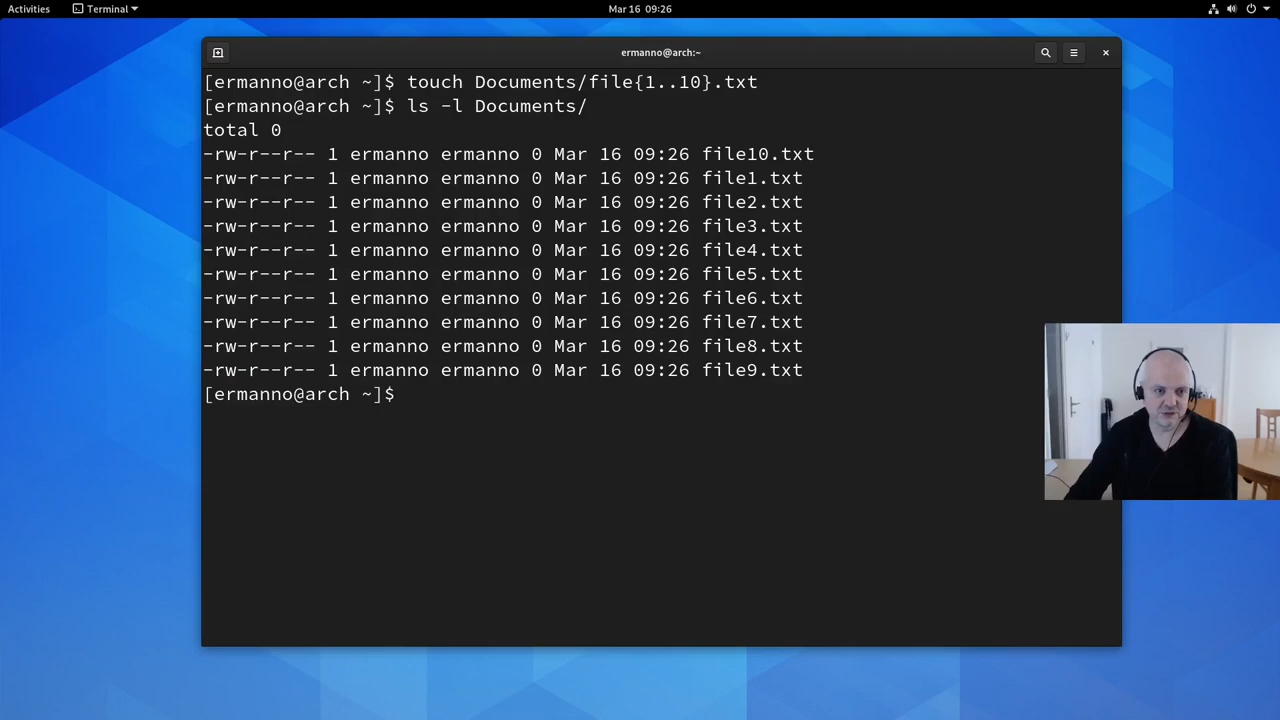 Activities Terminal Mar 16 09:26
ermanno@arch:~
[ermanno@arch ~]$ touch Documents/file{1..10}.txt
[ermanno@arch ~]$ ls -l Documents/
total 0
-rw-r--r-- 1 ermanno ermanno 0 Mar 16 09:26 file10.txt
-rw-r--r-- 1 ermanno ermanno 0 Mar 16 09:26 file1.txt
-rw-r--r-- 1 ermanno ermanno 0 Mar 16 09:26 file2.txt
-rw-r--r-- 1 ermanno ermanno 0 Mar 16 09:26 file3.txt
-rw-r--r-- 1 ermanno ermanno 0 Mar 16 09:26 file4.txt
-rw-r--r-- 1 ermanno ermanno 0 Mar 16 09:26 file5.txt
-rw-r--r-- 1 ermanno ermanno 0 Mar 16 09:26 file6.txt
-rw-r--r-- 1 ermanno ermanno 0 Mar 16 09:26 file7.txt
-rw-r--r-- 1 ermanno ermanno 0 Mar 16 09:26 file8.txt
-rw-r--r-- 1 ermanno ermanno 0 Mar 16 09:26 file9.txt
[ermanno@arch ~]$